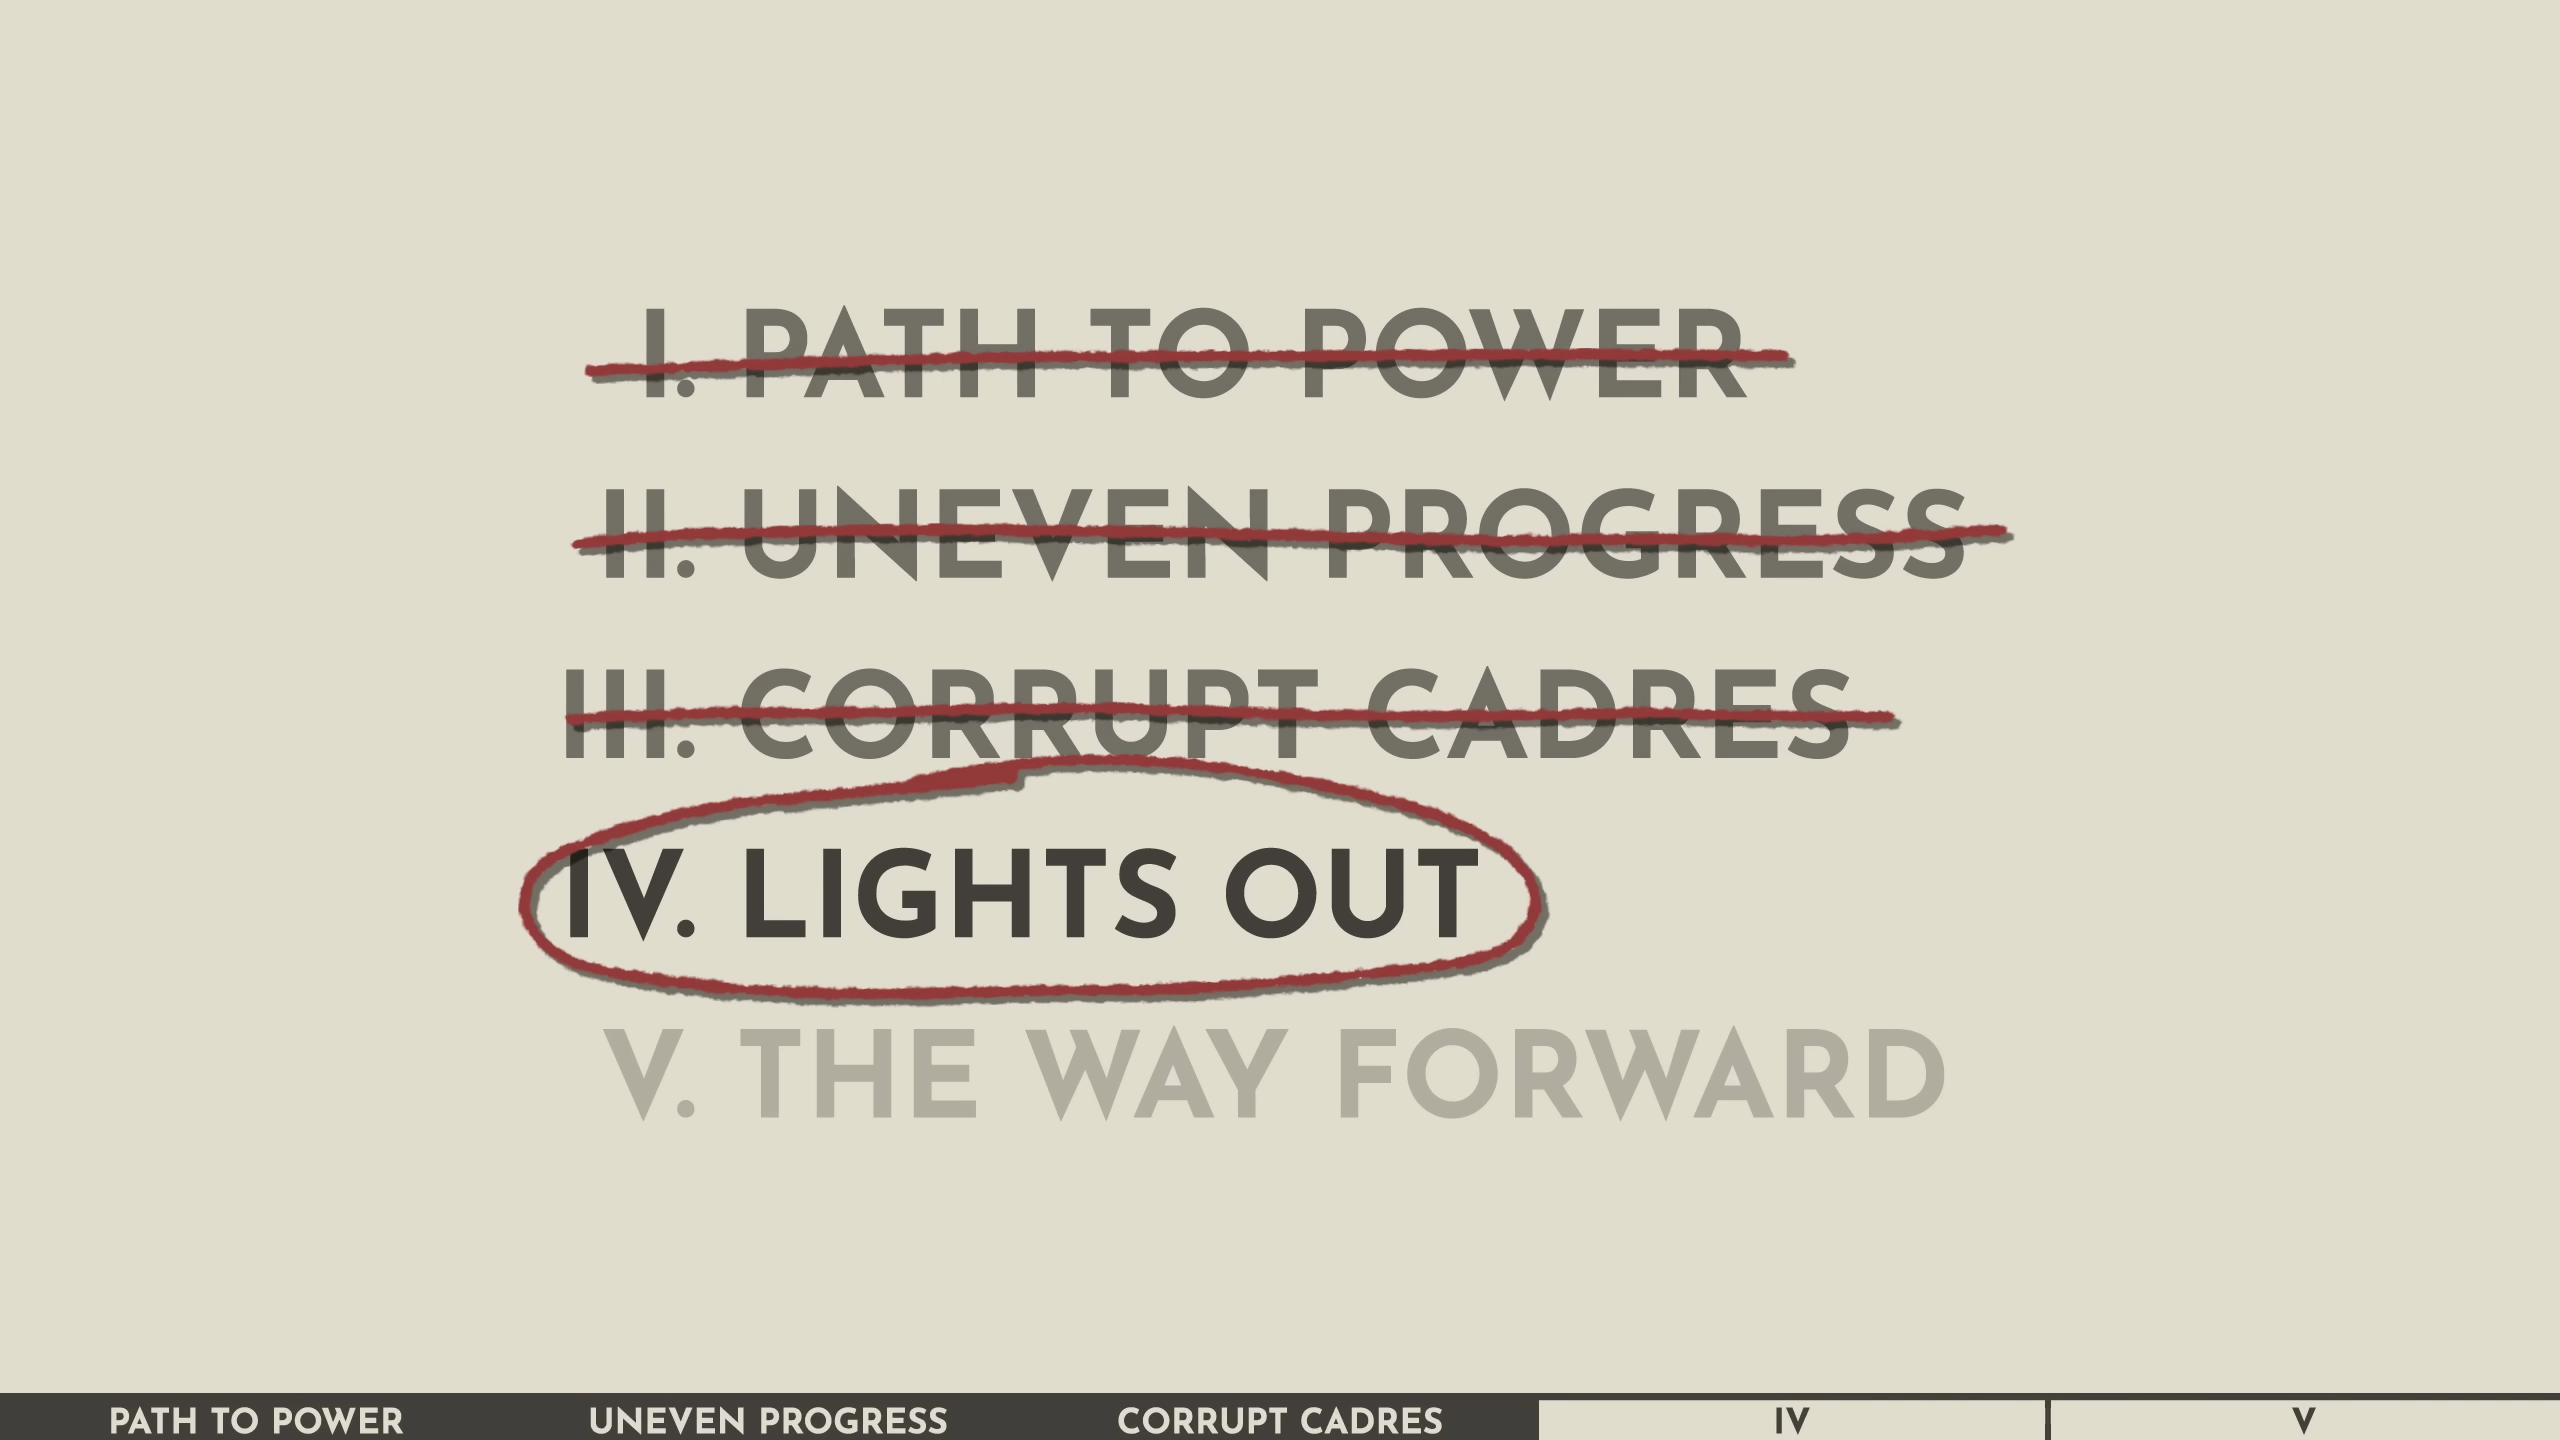 I. PATH TO POWER
II. UNEVEN PROGRESS
III. CORRUPT CADRES
IV. LIGHTS OUT
V. THE WAY FORWARD
PATH TO POWER UNEVEN PROGRESS CORRUPT CADRES IV V